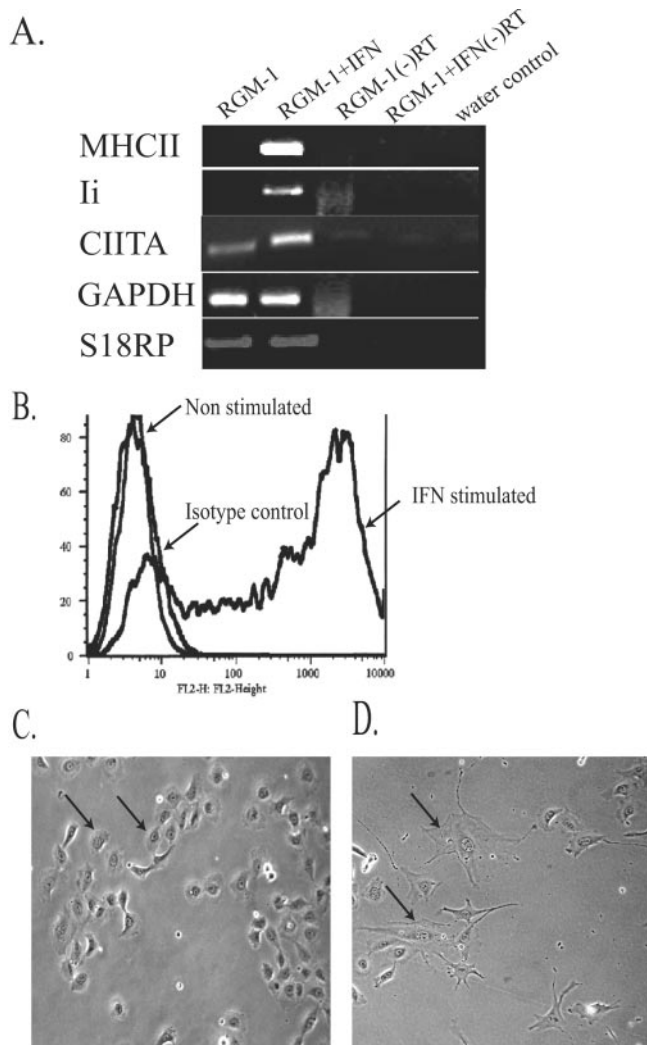 A.
RGM-1
RGM-1+IFN
RGM-1(-)RT
RGM-1+IFN(-)RT
water control
MHCII
Ii
CIITA
GAPDH
S18RP
B.
Non stimulated
Isotype control
IFN stimulated
80
60
40
20
0
1 10 100 1000 10000
FL2-H: FL2-Height
C.
D.